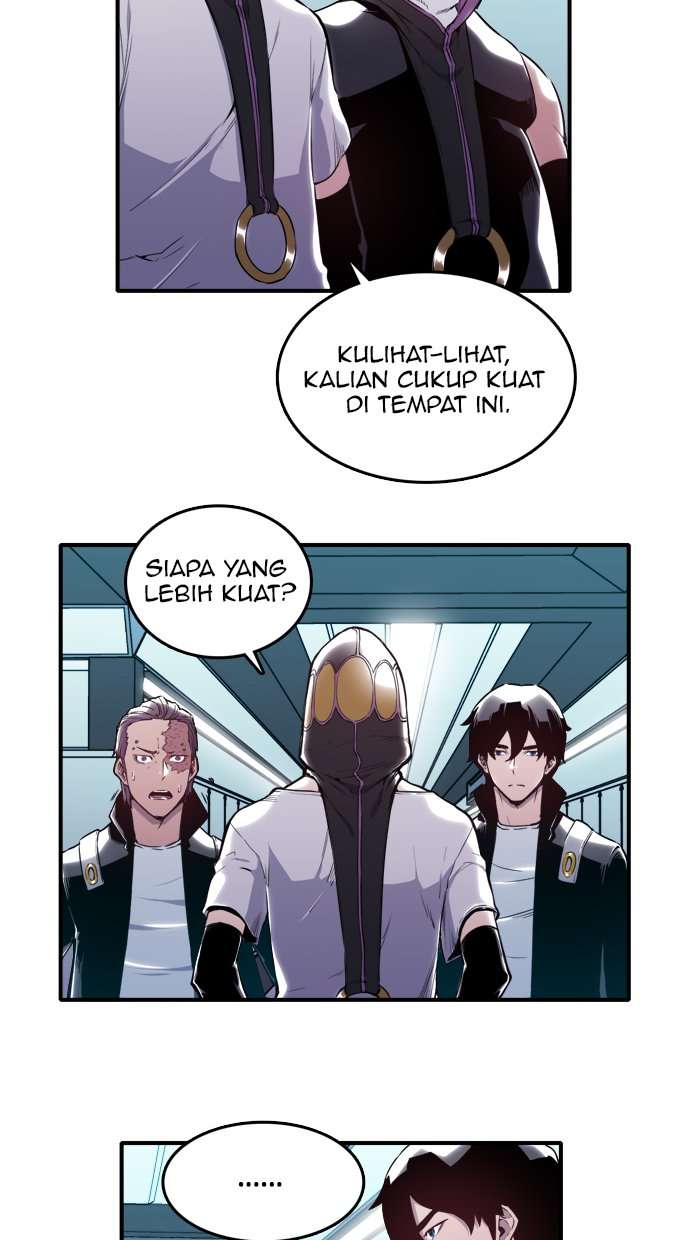 KULIHAT-LIHAT,
KALIAN CUKUP KUAT
DI TEMPAT INI.
SIAPA YANG
LEBIH KUAT?
......